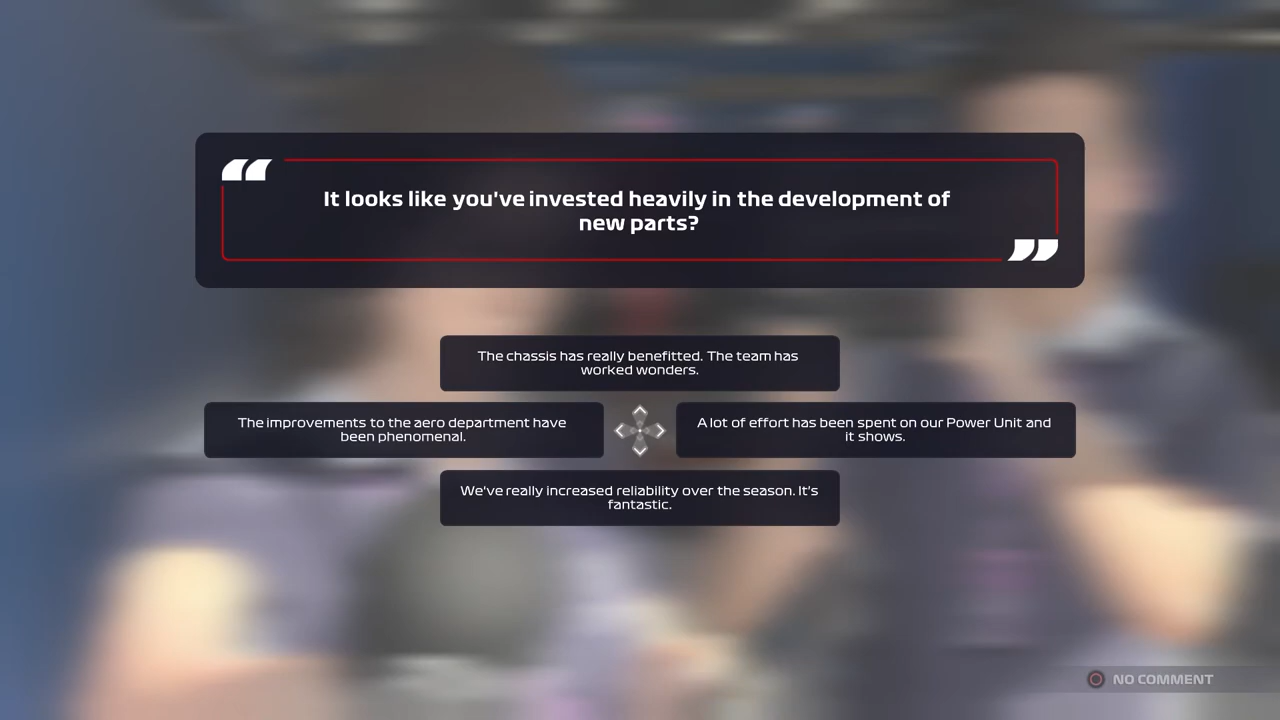 It looks like you've invested heavily in the development of
new parts?
The chassis has really benefitted. The team has
worked wonders.
The improvements to the aero department have
been phenomenal.
A lot of effort has been spent on our Power Unit and
it shows.
We've really increased reliability over the season. It's
fantastic.
NO COMMENT